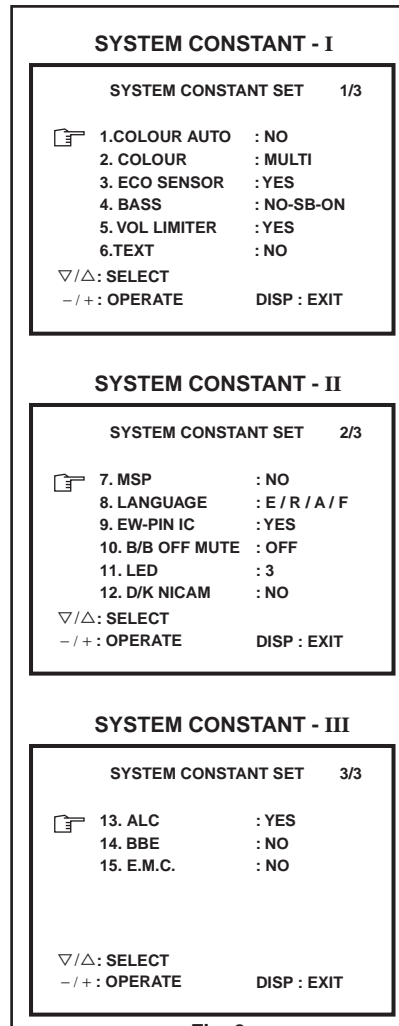 SYSTEM CONSTANT - I
SYSTEM CONSTANT SET 1/3
1.COLOUR AUTO : NO
2. COLOUR : MULTI
3. ECO SENSOR : YES
4. BASS : NO-SB-ON
5. VOL LIMITER : YES
6.TEXT : NO
▽/△: SELECT
– / + : OPERATE DISP : EXIT
SYSTEM CONSTANT - II
SYSTEM CONSTANT SET 2/3
7. MSP : NO
8. LANGUAGE : E / R / A / F
9. EW-PIN IC : YES
10. B/B OFF MUTE : OFF
11. LED : 3
12. D/K NICAM : NO
▽/△: SELECT
– / + : OPERATE DISP : EXIT
SYSTEM CONSTANT - III
SYSTEM CONSTANT SET 3/3
13. ALC : YES
14. BBE : NO
15. E.M.C. : NO
▽/△: SELECT
– / + : OPERATE DISP : EXIT